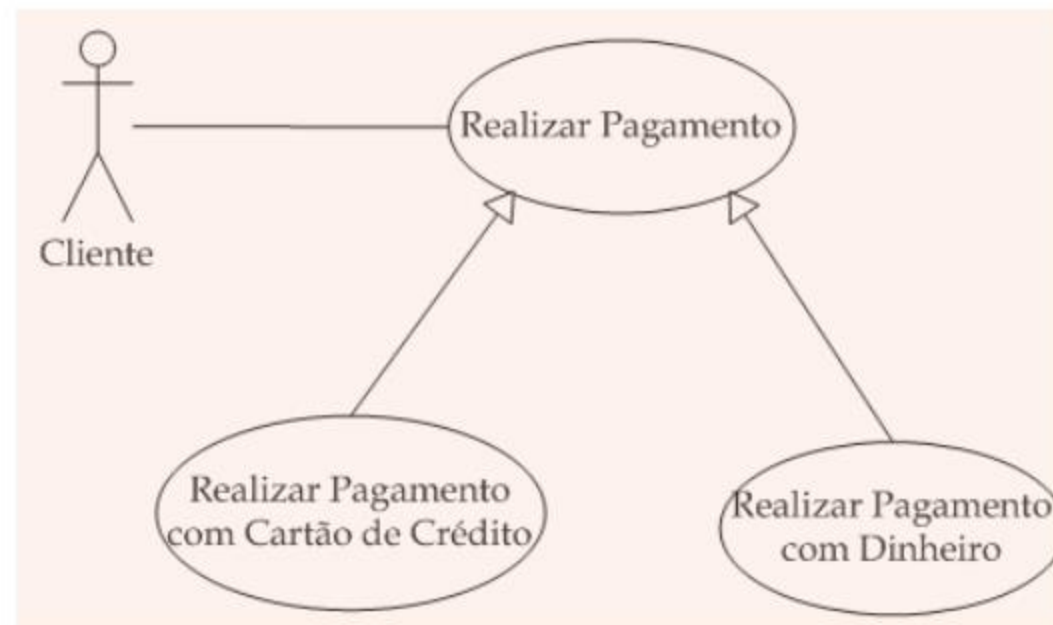 Realizar Pagamento
Cliente
Realizar Pagamento
com Cartão de Crédito
Realizar Pagamento
com Dinheiro